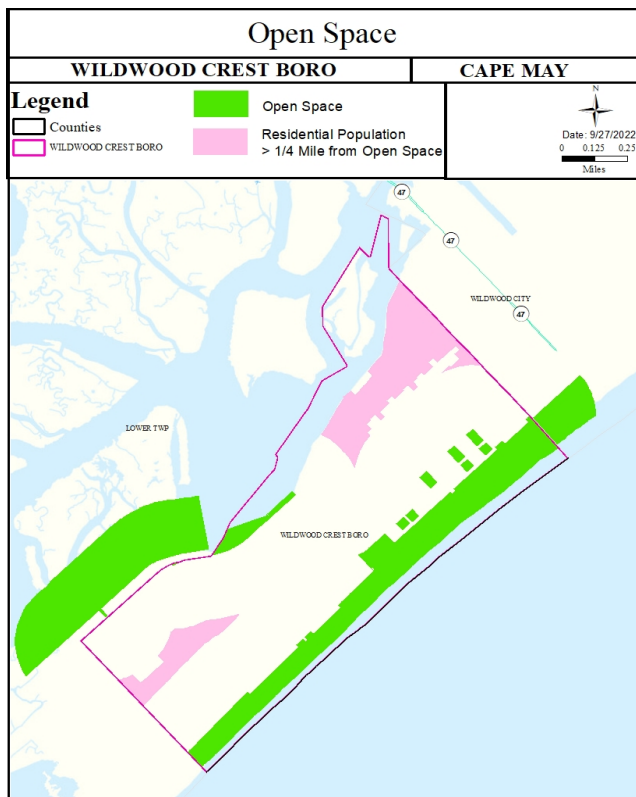 Open Space
WILDWOOD CREST BORO
CAPE MAY
Legend
Counties
WILDWOOD CREST BORO
Open Space
Residential Population
> 1/4 Mile from Open Space
N
Date: 9/27/2022
0 0.125 0.25
Miles
47
47
WILDWOOD CITY
47
LOWER TWP
WILDWOOD CREST BORO